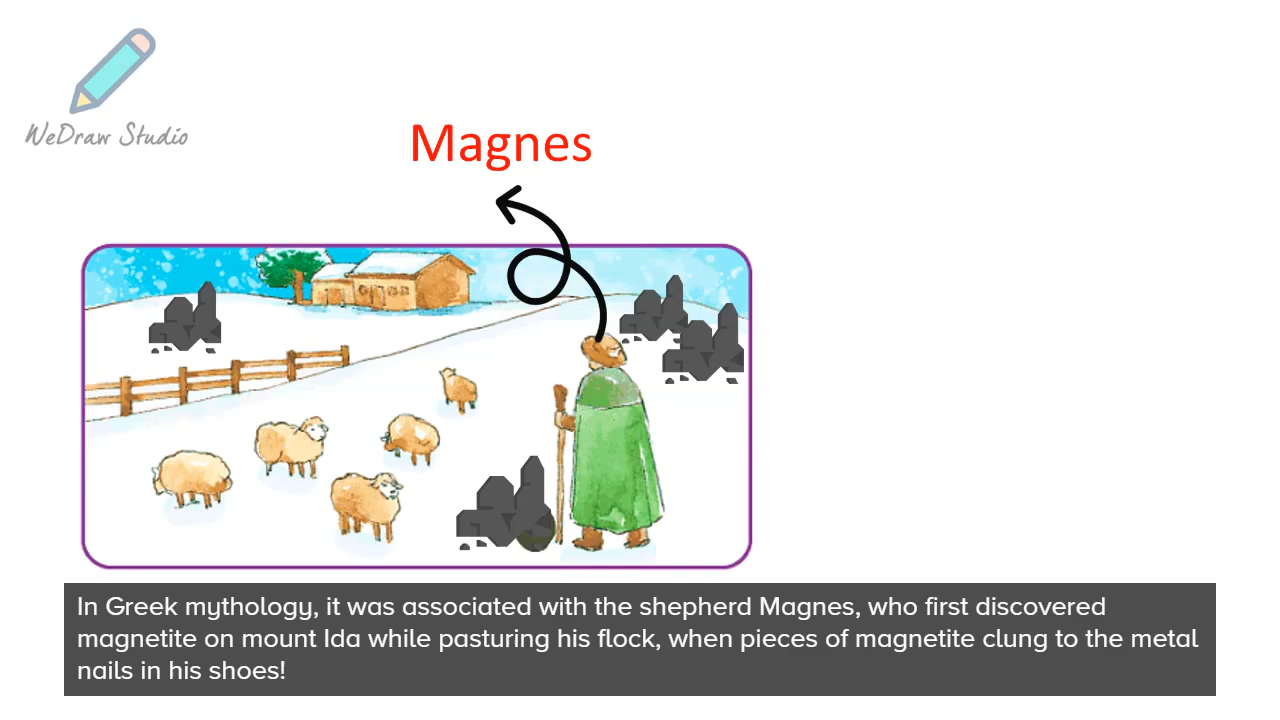 WeDraw Studio
Magnes
In Greek mythology, it was associated with the shepherd Magnes, who first discovered
magnetite on mount Ida while pasturing his flock, when pieces of magnetite clung to the metal
nails in his shoes!